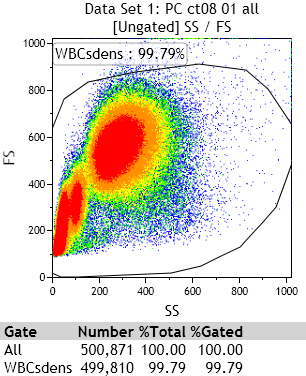 Data Set 1: PC ct08 01 all
[Ungated] SS / FS
WBCsdens : 99.79%
1000
800
600
400
200
0
FS
0 200 400 600 800 1000
SS
Gate Number %Total %Gated
All 500,871 100.00 100.00
WBCsdens 499,810 99.79 99.79